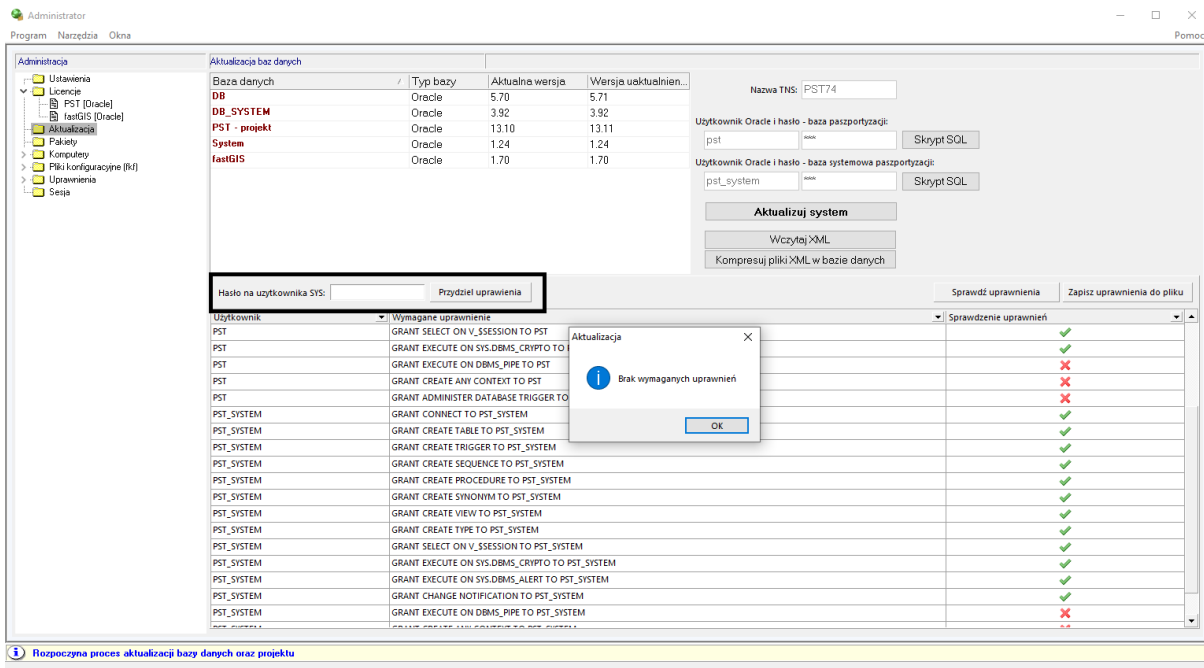 Administrator
Program Narzędzia Okna Pomoc
Administracja
Ustawienia
Licencje
PST [Oracle]
fastGIS [Oracle]
Aktualizacja
Pakiety
Komputery
Pliki konfiguracyjne (fkf)
Uprawnienia
Sesja
Aktualizacja baz danych
Baza danych / Typ bazy Aktualna wersja Wersja uaktualnien...
DB Oracle 5.70 5.71
DB_SYSTEM Oracle 3.92 3.92
PST - projekt Oracle 13.10 13.11
System Oracle 1.24 1.24
fastGIS Oracle 1.70 1.70
Nazwa TNS: PST74
Użytkownik Oracle i hasło - baza paszportyzacji:
pst *** Skrypt SQL
Użytkownik Oracle i hasło - baza systemowa paszportyzacji:
pst_system *** Skrypt SQL
Aktualizuj system
Wczytaj XML
Kompresuj pliki XML w bazie danych
Hasło na uzytkownika SYS: Przydziel uprawienia Sprawdź uprawnienia Zapisz uprawnienia do pliku
Użytkownik Wymagane uprawnienie Sprawdzenie uprawnień
PST GRANT SELECT ON V_$SESSION TO PST
PST GRANT EXECUTE ON SYS.DBMS_CRYPTO TO
PST GRANT EXECUTE ON DBMS_PIPE TO PST
PST GRANT CREATE ANY CONTEXT TO PST
PST GRANT ADMINISTER DATABASE TRIGGER TO
PST_SYSTEM GRANT CONNECT TO PST_SYSTEM
PST_SYSTEM GRANT CREATE TABLE TO PST_SYSTEM
PST_SYSTEM GRANT CREATE TRIGGER TO PST_SYSTEM
PST_SYSTEM GRANT CREATE SEQUENCE TO PST_SYSTEM
PST_SYSTEM GRANT CREATE PROCEDURE TO PST_SYSTEM
PST_SYSTEM GRANT CREATE SYNONYM TO PST_SYSTEM
PST_SYSTEM GRANT CREATE VIEW TO PST_SYSTEM
PST_SYSTEM GRANT CREATE TYPE TO PST_SYSTEM
PST_SYSTEM GRANT SELECT ON V_$SESSION TO PST_SYSTEM
PST_SYSTEM GRANT EXECUTE ON SYS.DBMS_CRYPTO TO PST_SYSTEM
PST_SYSTEM GRANT EXECUTE ON SYS.DBMS_ALERT TO PST_SYSTEM
PST_SYSTEM GRANT CHANGE NOTIFICATION TO PST_SYSTEM
PST_SYSTEM GRANT EXECUTE ON DBMS_PIPE TO PST_SYSTEM
Aktualizacja
Brak wymaganych uprawnień
OK
Rozpoczyna proces aktualizacji bazy danych oraz projektu